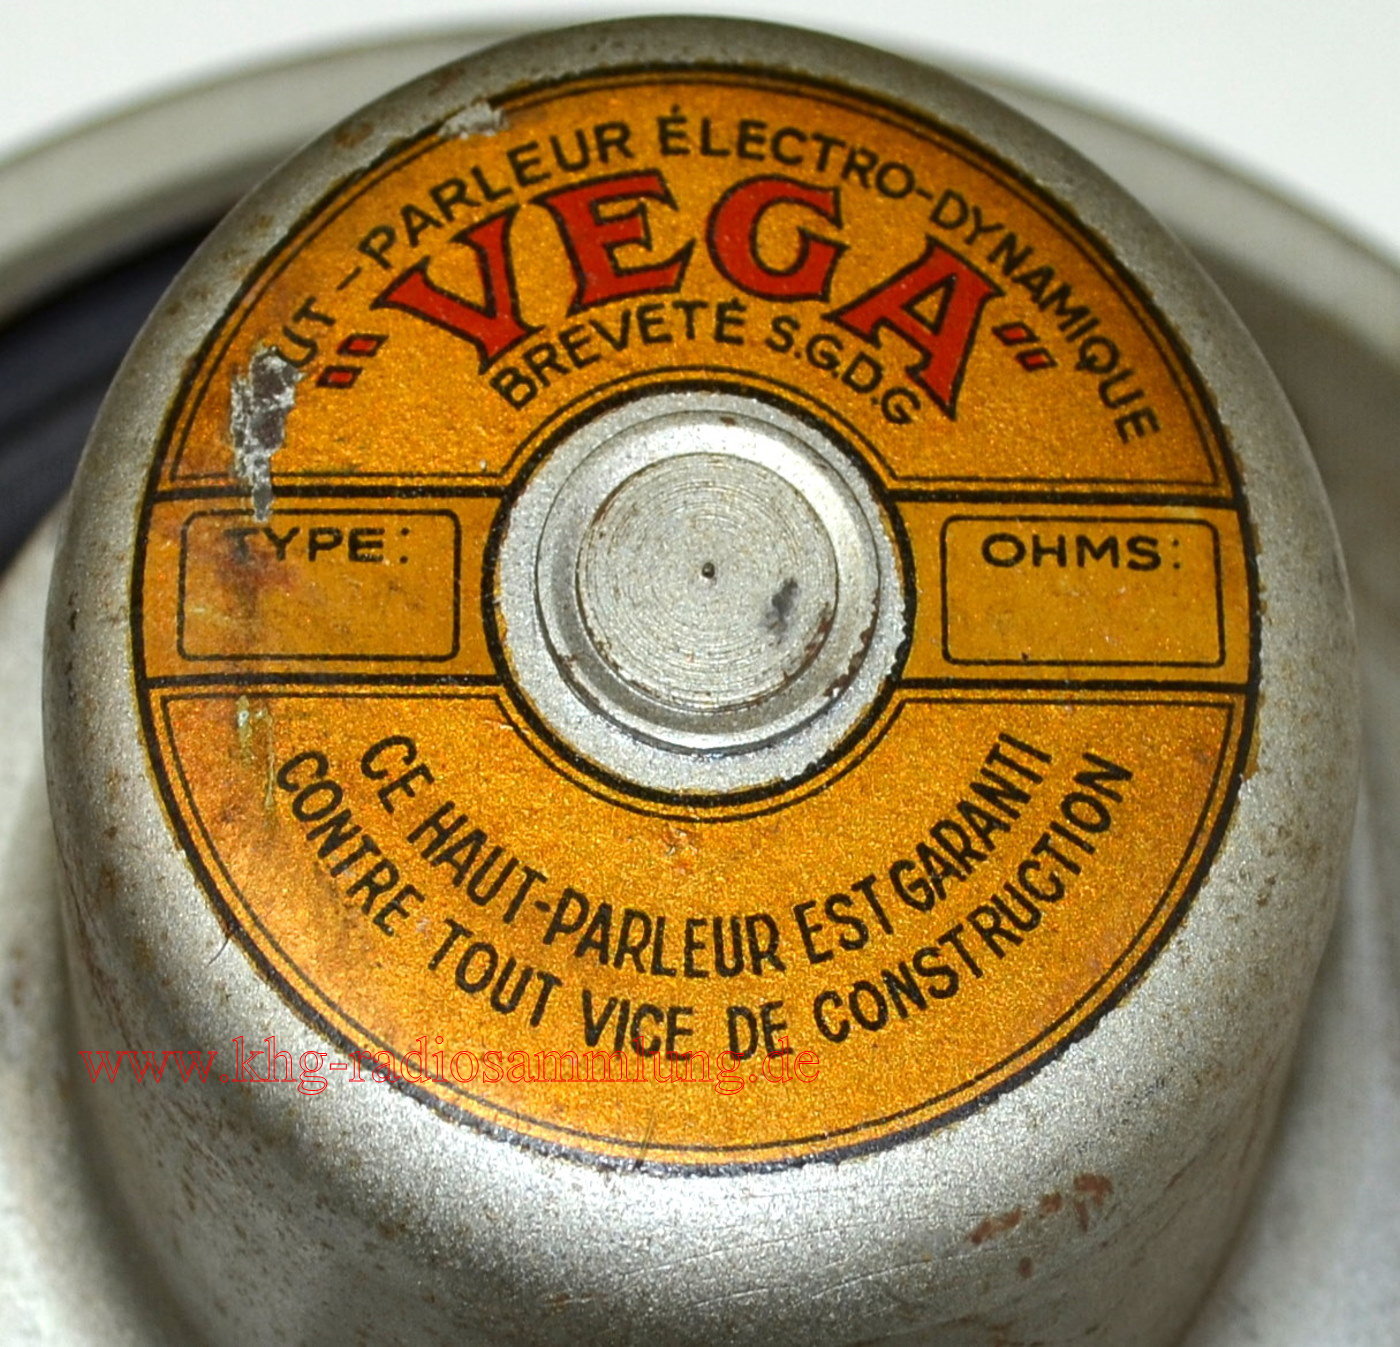 UT-PARLEUR ÉLECTRO-DYNAMIQUE
"VEGA"
BREVETÉ S.G.D.G
TYPE:
OHMS:
CE HAUT-PARLEUR EST GARANTI
CONTRE TOUT VICE DE CONSTRUCTION
www.khg-radiosammlung.de